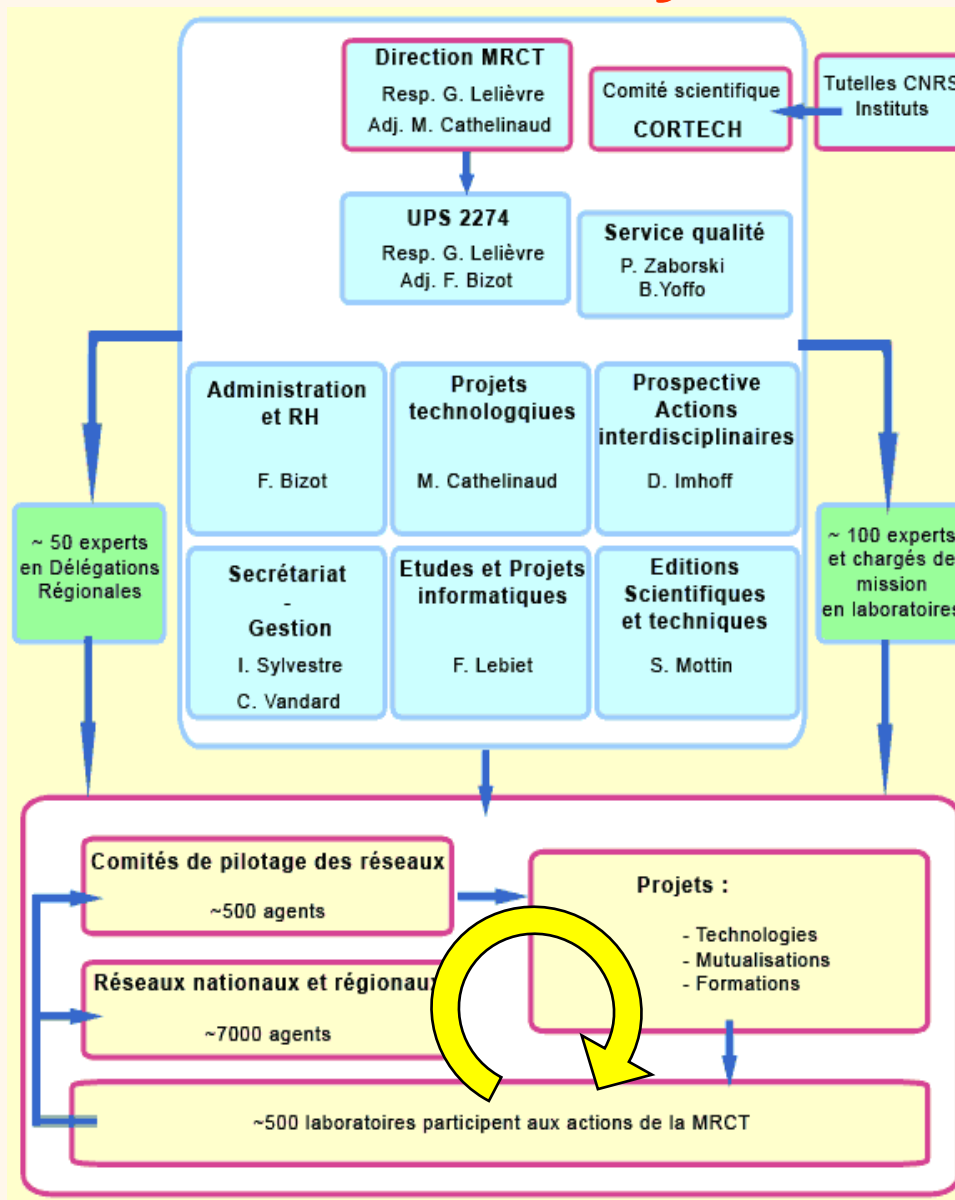 Direction MRCT
Resp. G. Lelièvre
Adj. M. Cathelinaud
Comité scientifique
CORTECH
Tutelles CNRS
Instituts
UPS 2274
Resp. G. Lelièvre
Adj. F. Bizot
Service qualité
P. Zaborski
B.Yoffo
Administration
et RH
F. Bizot
Projets
technologqiues
M. Cathelinaud
Prospective
Actions
interdisciplinaires
D. Imhoff
~ 50 experts
en Délégations
Régionales
~ 100 experts
et chargés de
mission
en laboratoires
Secrétariat
-
Gestion
I. Sylvestre
C. Vandard
Etudes et Projets
informatiques
F. Lebiet
Editions
Scientifiques
et techniques
S. Mottin
Comités de pilotage des réseaux
~500 agents
Projets :
- Technologies
- Mutualisations
- Formations
Réseaux nationaux et régionaux
~7000 agents
~500 laboratoires participent aux actions de la MRCT